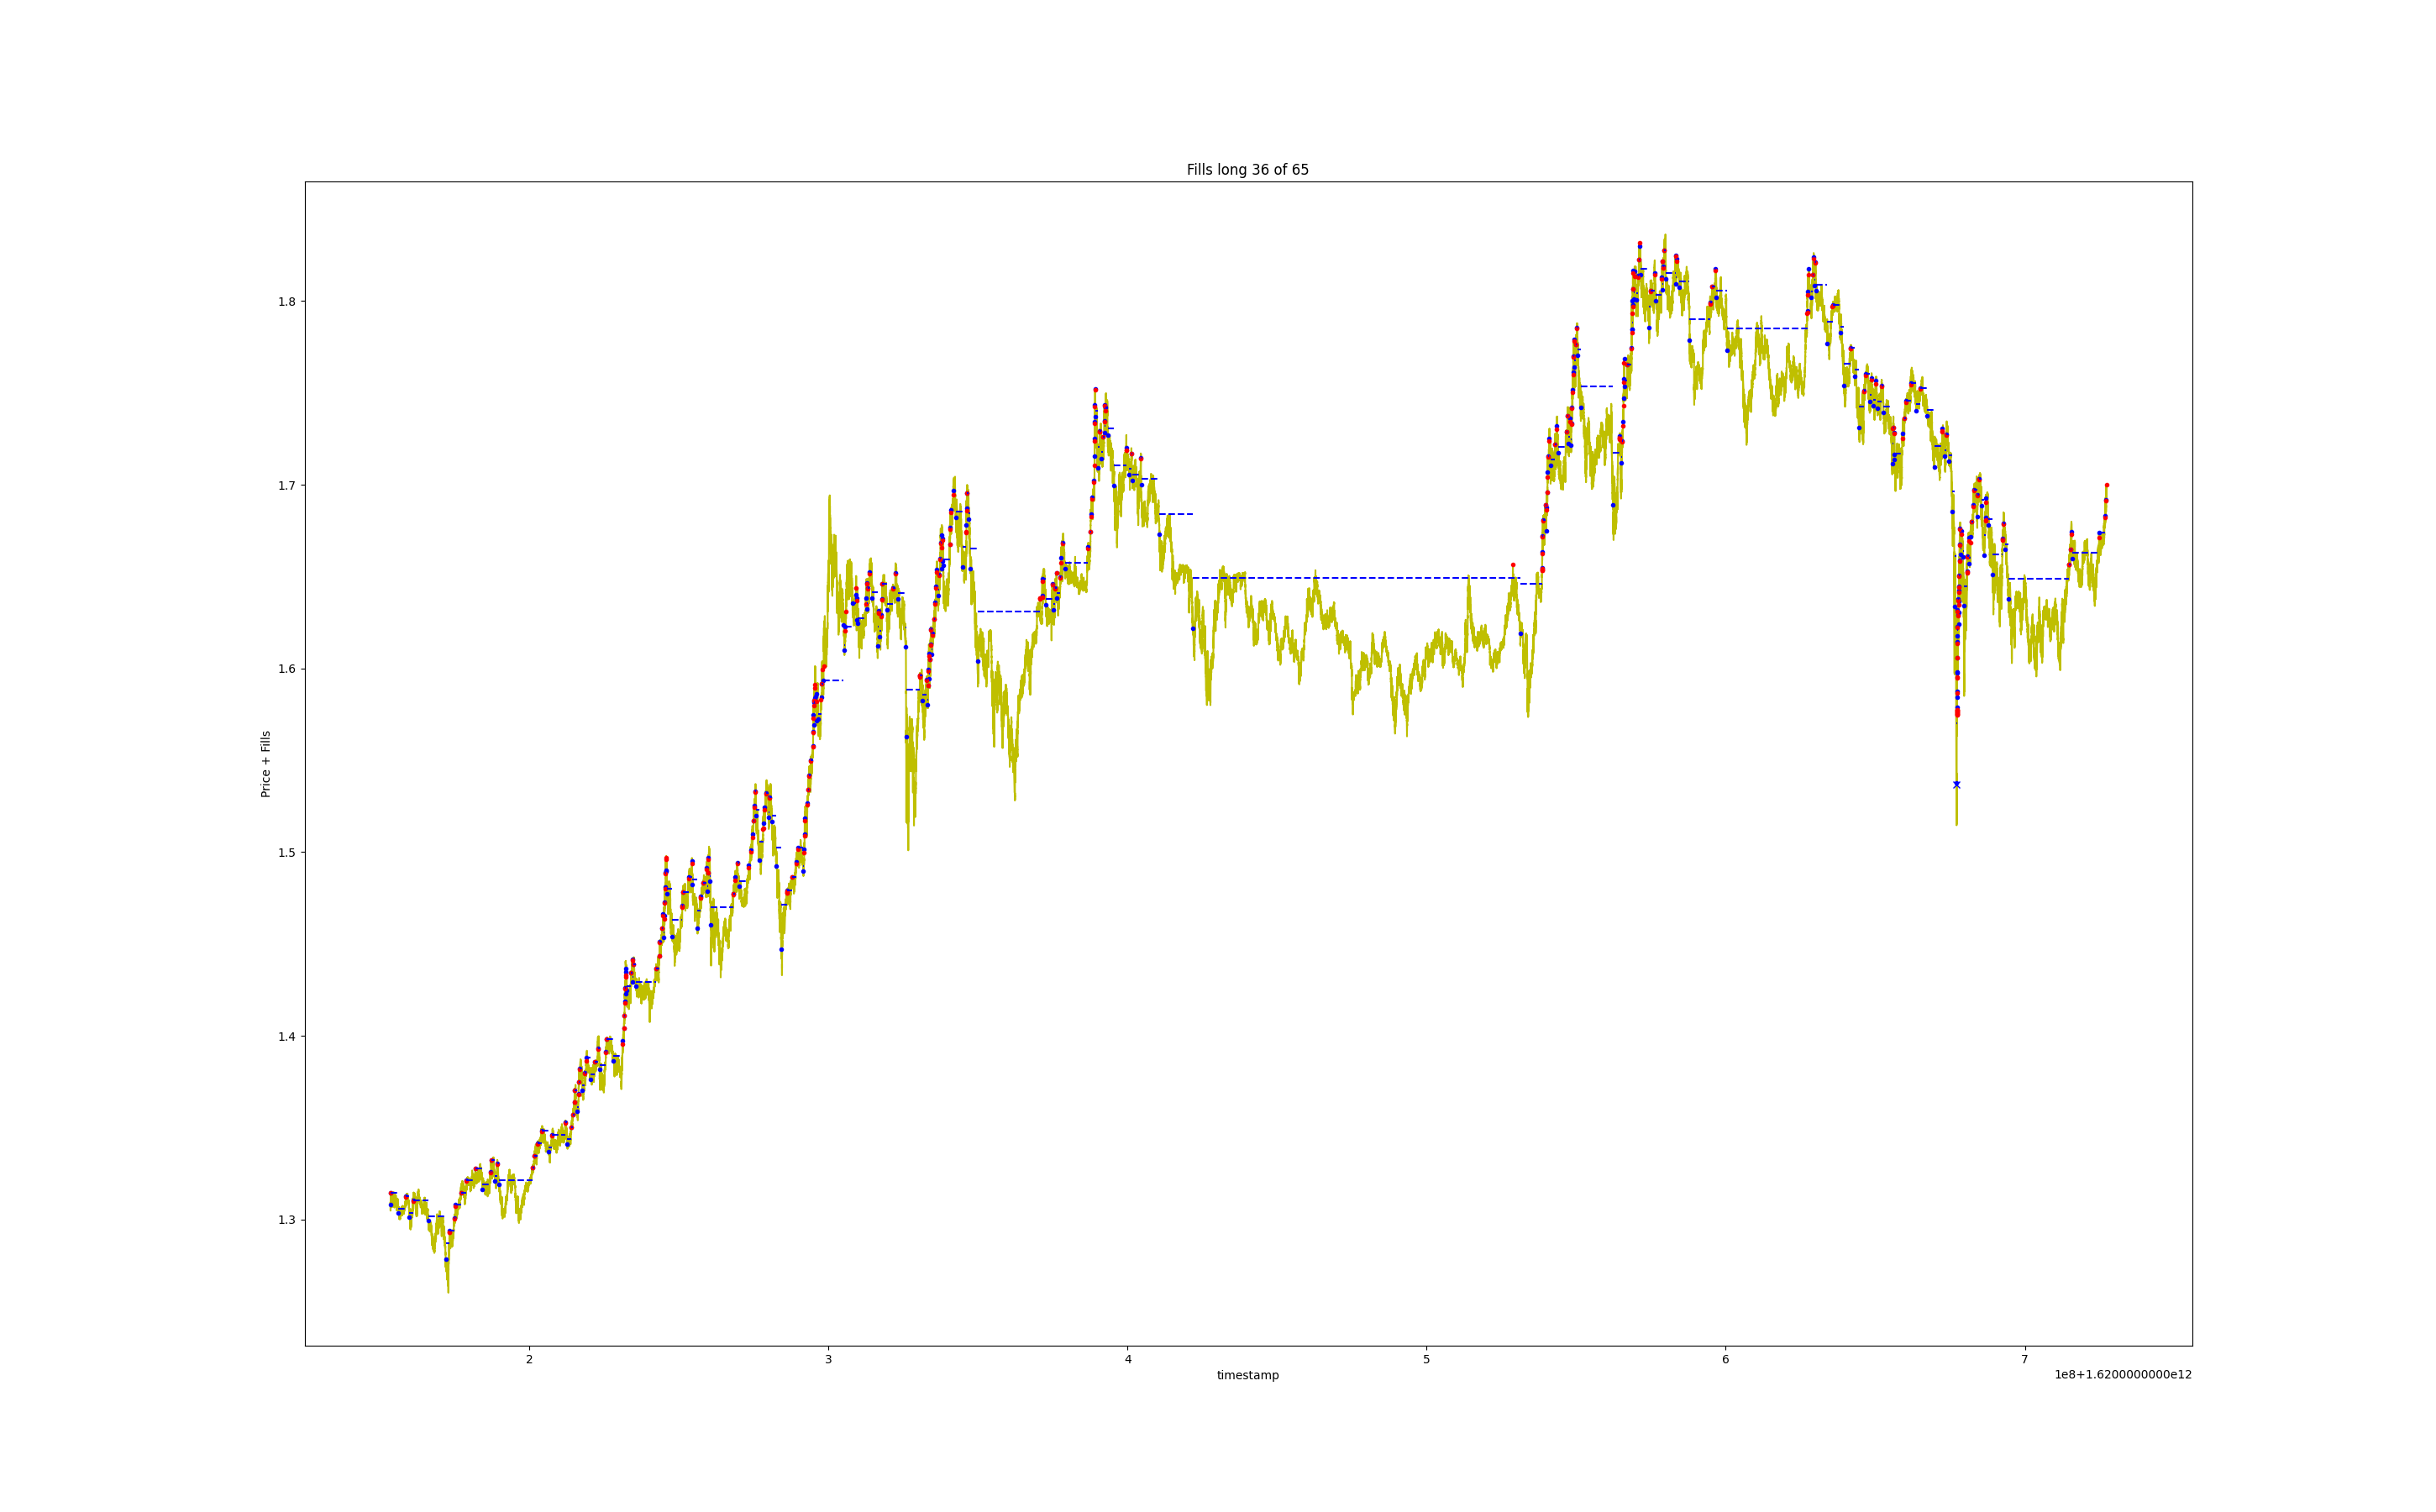 Fills long 36 of 65
Price + Fills
1.8
1.7
1.6
1.5
1.4
1.3
2 3 4 5 6 7
timestamp
1e8+1.6200000000e12